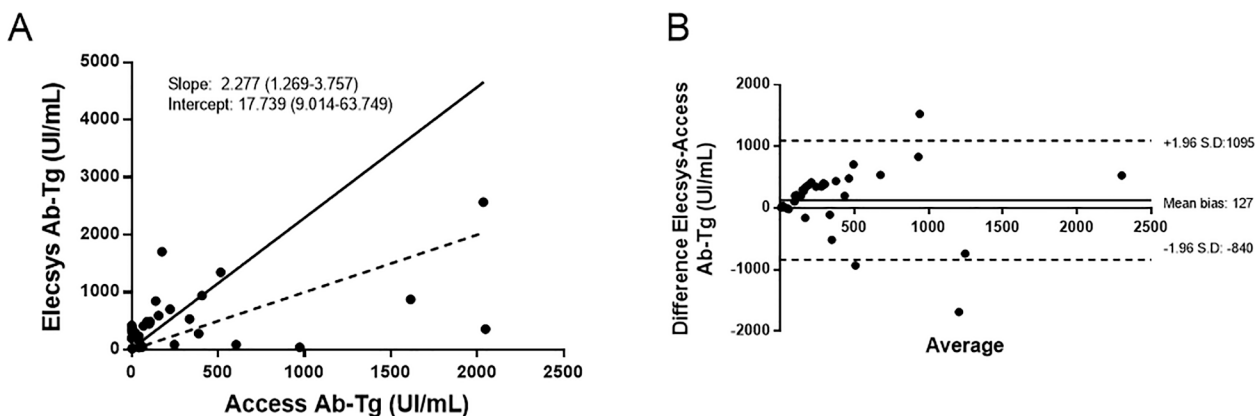 A
B
5000
4000
3000
2000
1000
0
Elecsys Ab-Tg (UI/mL)
Slope: 2.277 (1.269-3.757)
Intercept: 17.739 (9.014-63.749)
0 500 1000 1500 2000 2500
Access Ab-Tg (UI/mL)
Difference Elecsys-Access
Ab-Tg (UI/mL)
2000
1000
0
-1000
-2000
500 1000 1500 2000 2500
+1.96 S.D:1095
Mean bias: 127
-1.96 S.D: -840
Average